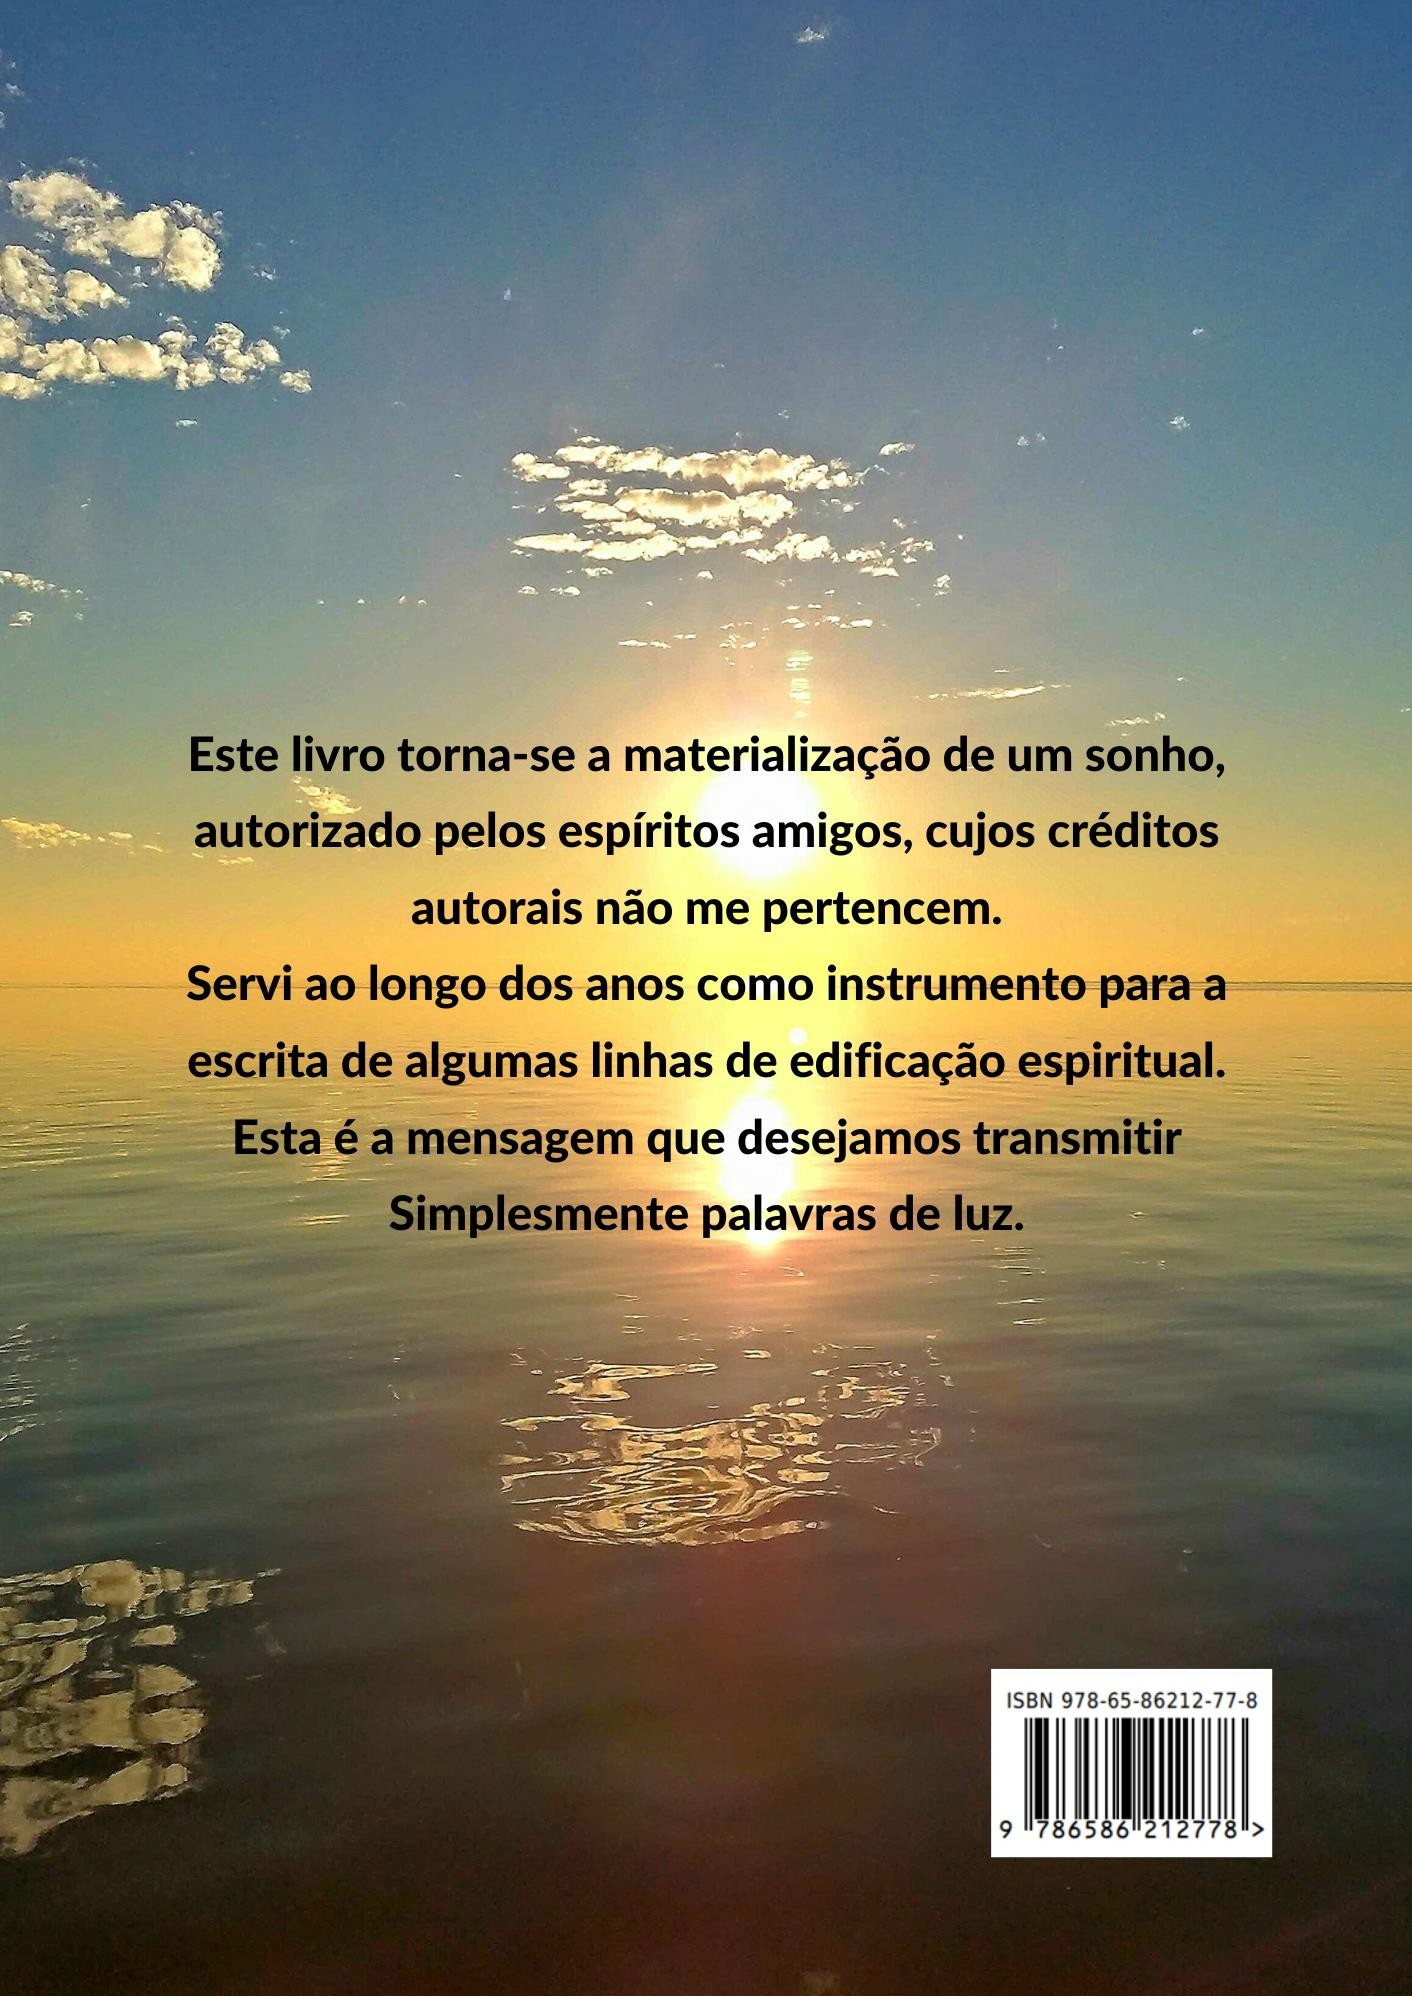 Este livro torna-se a materialização de um sonho,
autorizado pelos espíritos amigos, cujos créditos
autorais não me pertencem.
Servi ao longo dos anos como instrumento para a
escrita de algumas linhas de edificação espiritual.
Esta é a mensagem que desejamos transmitir
Simplesmente palavras de luz.
ISBN 978-65-86212-77-8
9 786586 212778 >